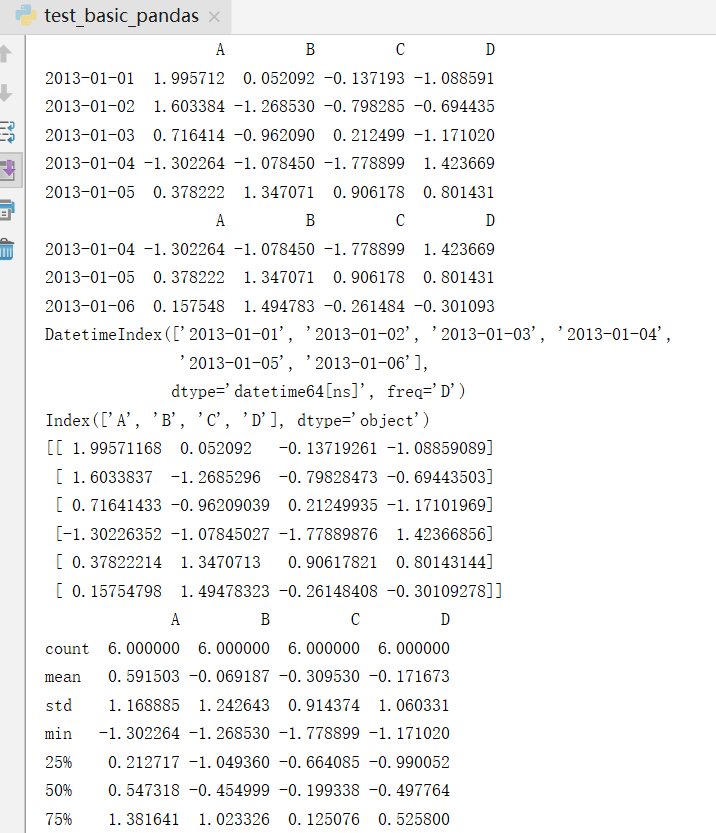 test_basic_pandas
A B C D
2013-01-01 1.995712 0.052092 -0.137193 -1.088591
2013-01-02 1.603384 -1.268530 -0.798285 -0.694435
2013-01-03 0.716414 -0.962090 0.212499 -1.171020
2013-01-04 -1.302264 -1.078450 -1.778899 1.423669
2013-01-05 0.378222 1.347071 0.906178 0.801431
A B C D
2013-01-04 -1.302264 -1.078450 -1.778899 1.423669
2013-01-05 0.378222 1.347071 0.906178 0.801431
2013-01-06 0.157548 1.494783 -0.261484 -0.301093
DatetimeIndex(['2013-01-01', '2013-01-02', '2013-01-03', '2013-01-04',
'2013-01-05', '2013-01-06'],
dtype='datetime64[ns]', freq='D')
Index(['A', 'B', 'C', 'D'], dtype='object')
[[ 1.99571168 0.052092 -0.13719261 -1.08859089]
[ 1.6033837 -1.2685296 -0.79828473 -0.69443503]
[ 0.71641433 -0.96209039 0.21249935 -1.17101969]
[-1.30226352 -1.07845027 -1.77889876 1.42366856]
[ 0.37822214 1.3470713 0.90617821 0.80143144]
[ 0.15754798 1.49478323 -0.26148408 -0.30109278]]
A B C D
count 6.000000 6.000000 6.000000 6.000000
mean 0.591503 -0.069187 -0.309530 -0.171673
std 1.168885 1.242643 0.914374 1.060331
min -1.302264 -1.268530 -1.778899 -1.171020
25% 0.212717 -1.049360 -0.664085 -0.990052
50% 0.547318 -0.454999 -0.199338 -0.497764
75% 1.381641 1.023326 0.125076 0.525800